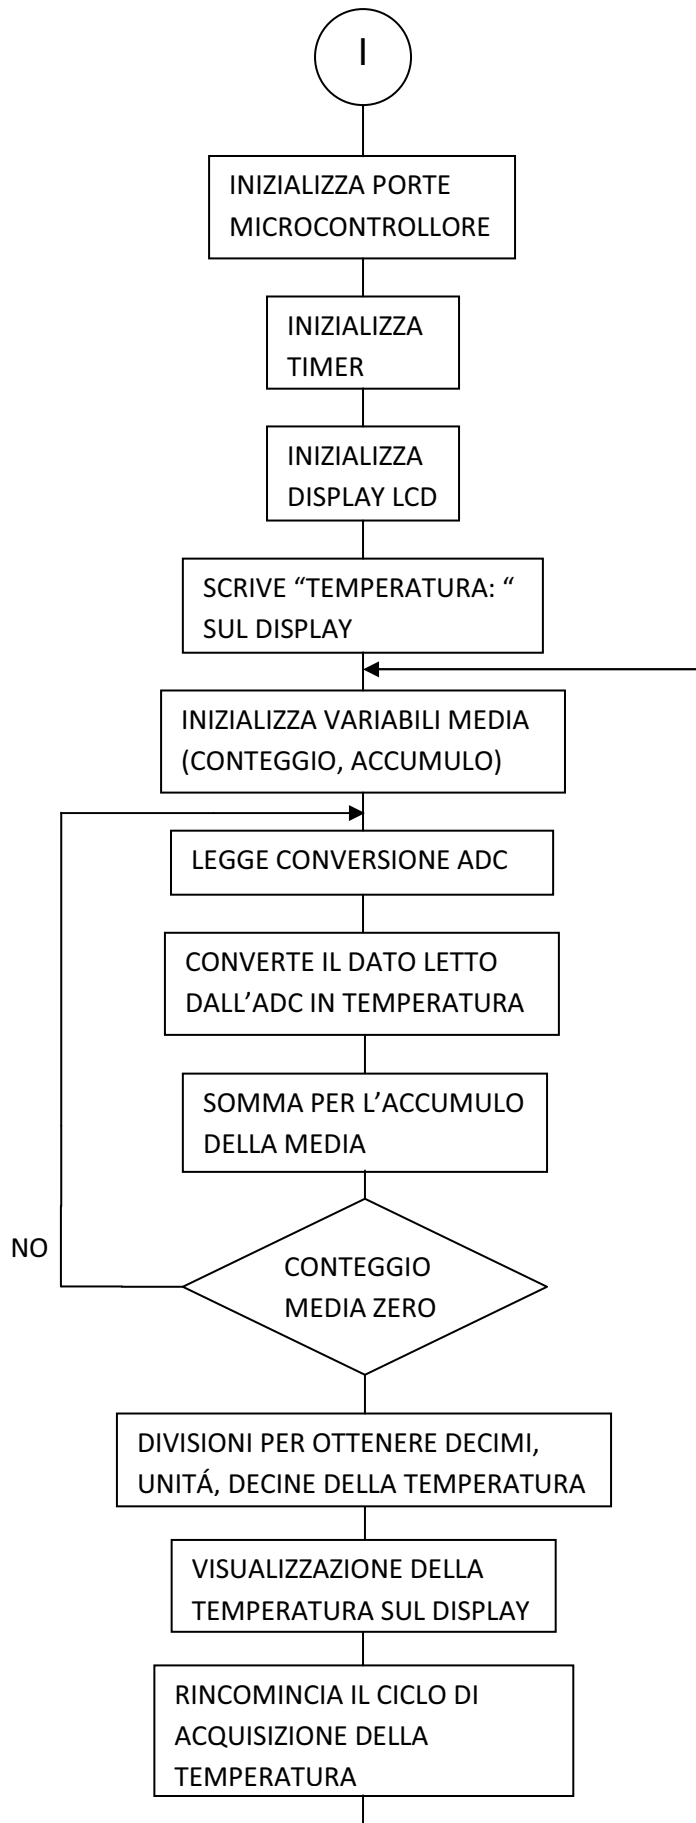 I
INIZIALIZZA PORTE
MICROCONTROLLORE
INIZIALIZZA
TIMER
INIZIALIZZA
DISPLAY LCD
SCRIVE “TEMPERATURA: “
SUL DISPLAY
INIZIALIZZA VARIABILI MEDIA
(CONTEGGIO, ACCUMULO)
LEGGE CONVERSIONE ADC
CONVERTE IL DATO LETTO
DALL’ADC IN TEMPERATURA
SOMMA PER L’ACCUMULO
DELLA MEDIA
NO
CONTEGGIO
MEDIA ZERO
DIVISIONI PER OTTENERE DECIMI,
UNITÁ, DECINE DELLA TEMPERATURA
VISUALIZZAZIONE DELLA
TEMPERATURA SUL DISPLAY
RINCOMINCIA IL CICLO DI
ACQUISIZIONE DELLA
TEMPERATURA